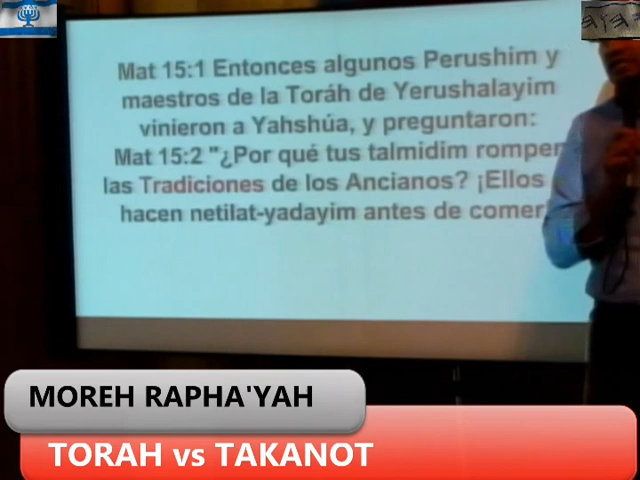 Mat 15:1 Entonces algunos Perushim y
maestros de la Toráh de Yerushalayim
vinieron a Yahshúa, y preguntaron:
Mat 15:2 "¿Por qué tus talmidim rompen
las Tradiciones de los Ancianos? ¡Ellos
hacen netilat-yadayim antes de comer
MOREH RAPHA'YAH
TORAH vs TAKANOT